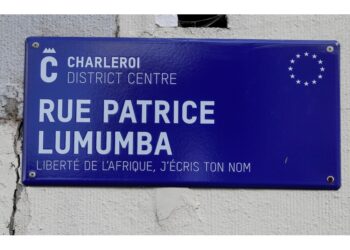 CHARLEROI
DISTRICT CENTRE
RUE PATRICE
LUMUMBA
LIBERTÉ DE L'AFRIQUE, J'ÉCRIS TON NOM